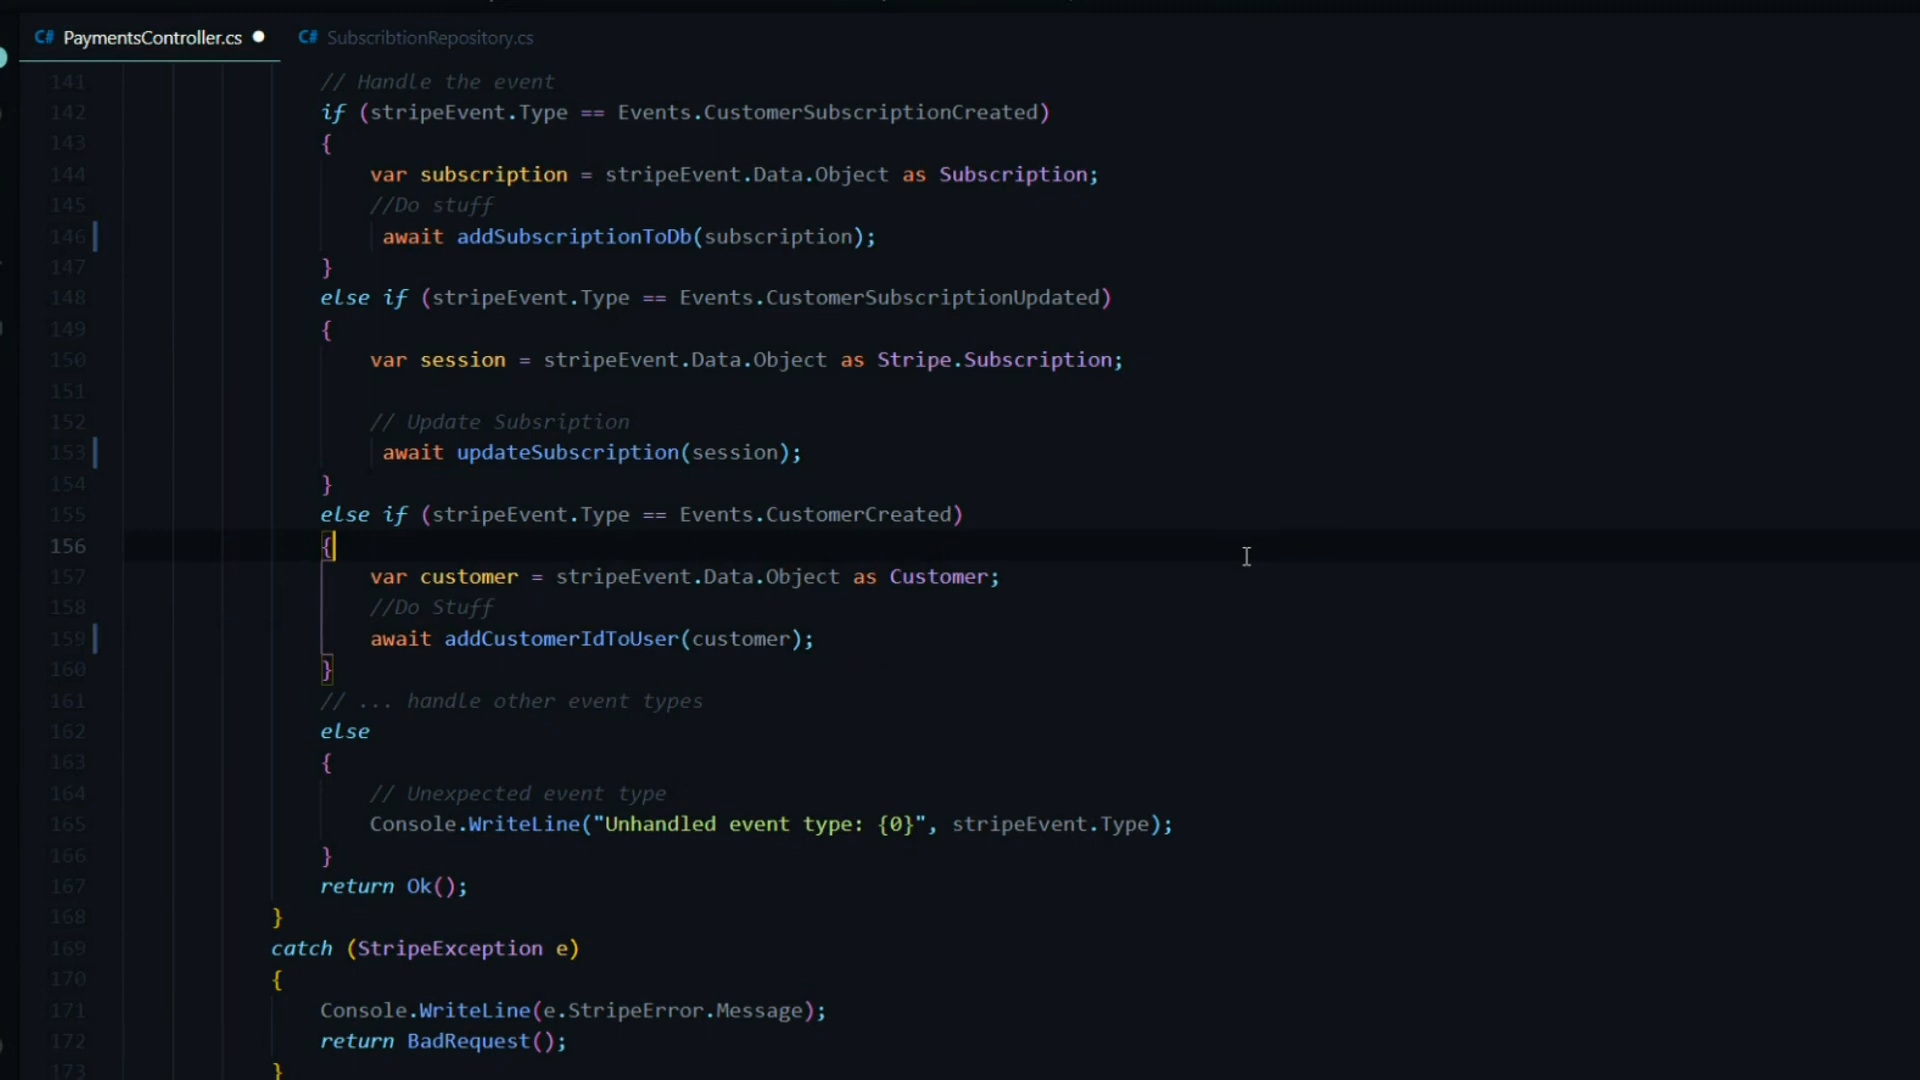 C# PaymentsController.cs C# SubscribtionRepository.cs
141 // Handle the event
142 if (stripeEvent.Type == Events.CustomerSubscriptionCreated)
143 {
144 var subscription = stripeEvent.Data.Object as Subscription;
145 //Do stuff
146 await addSubscriptionToDb(subscription);
147 }
148 else if (stripeEvent.Type == Events.CustomerSubscriptionUpdated)
149 {
150 var session = stripeEvent.Data.Object as Stripe.Subscription;
151
152 // Update Subsription
153 await updateSubscription(session);
154 }
155 else if (stripeEvent.Type == Events.CustomerCreated)
156 {
157 var customer = stripeEvent.Data.Object as Customer;
158 //Do Stuff
159 await addCustomerIdToUser(customer);
160 }
161 // ... handle other event types
162 else
163 {
164 // Unexpected event type
165 Console.WriteLine("Unhandled event type: {0}", stripeEvent.Type);
166 }
167 return Ok();
168 }
169 catch (StripeException e)
170 {
171 Console.WriteLine(e.StripeError.Message);
172 return BadRequest();
173 }